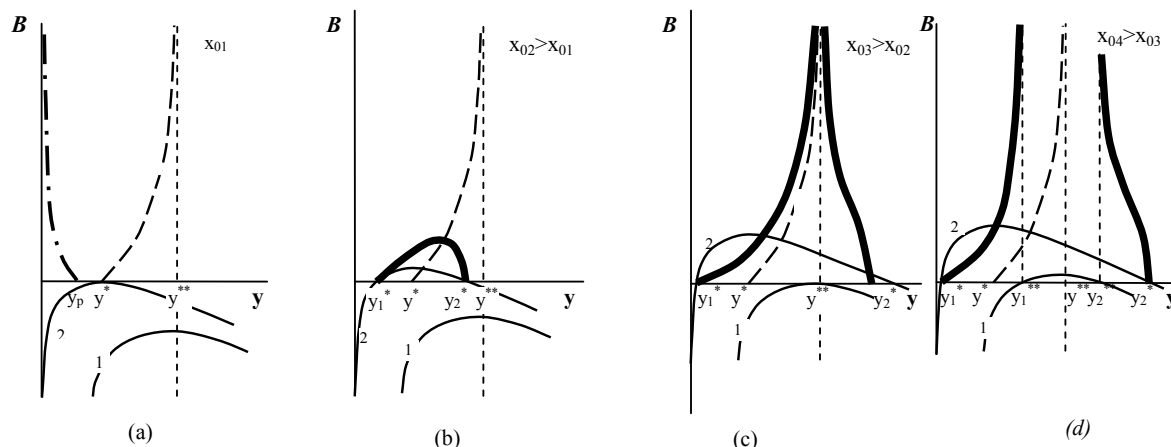 B
x01
2
1
yp y* y**
y
(a)
B
x02>x01
2
1
y1* y* y2* y**
y
(b)
B
x03>x02
2
1
y1* y* y** y2*
y
(c)
B
x04>x03
2
1
y1* y* y1** y** y2** y2*
y
(d)